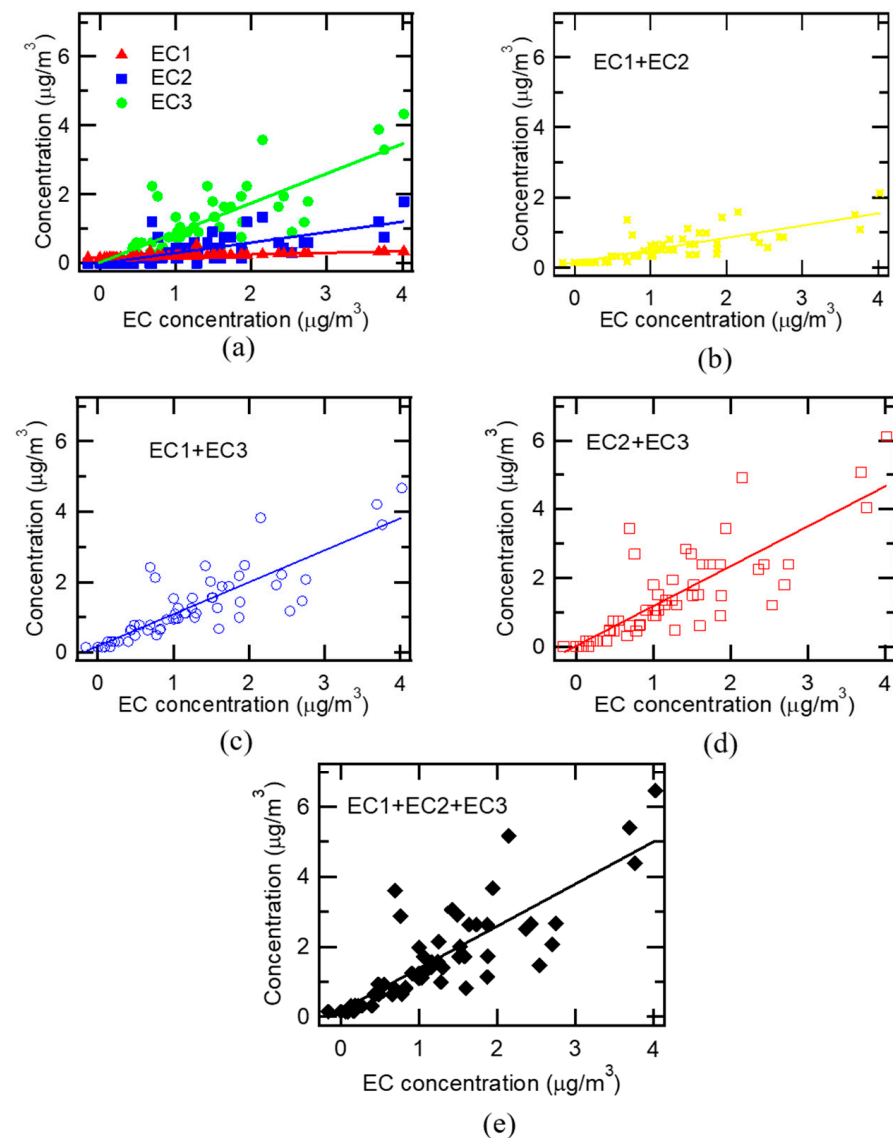 6
4
2
0
Concentration (μg/m³)
EC1
EC2
EC3
0 1 2 3 4
EC concentration (μg/m³)
(a)
6
4
2
0
Concentration (μg/m³)
EC1+EC2
0 1 2 3 4
EC concentration (μg/m³)
(b)
6
4
2
0
Concentration (μg/m³)
EC1+EC3
0 1 2 3 4
EC concentration (μg/m³)
(c)
6
4
2
0
Concentration (μg/m³)
EC2+EC3
0 1 2 3 4
EC concentration (μg/m³)
(d)
6
4
2
0
Concentration (μg/m³)
EC1+EC2+EC3
0 1 2 3 4
EC concentration (μg/m³)
(e)